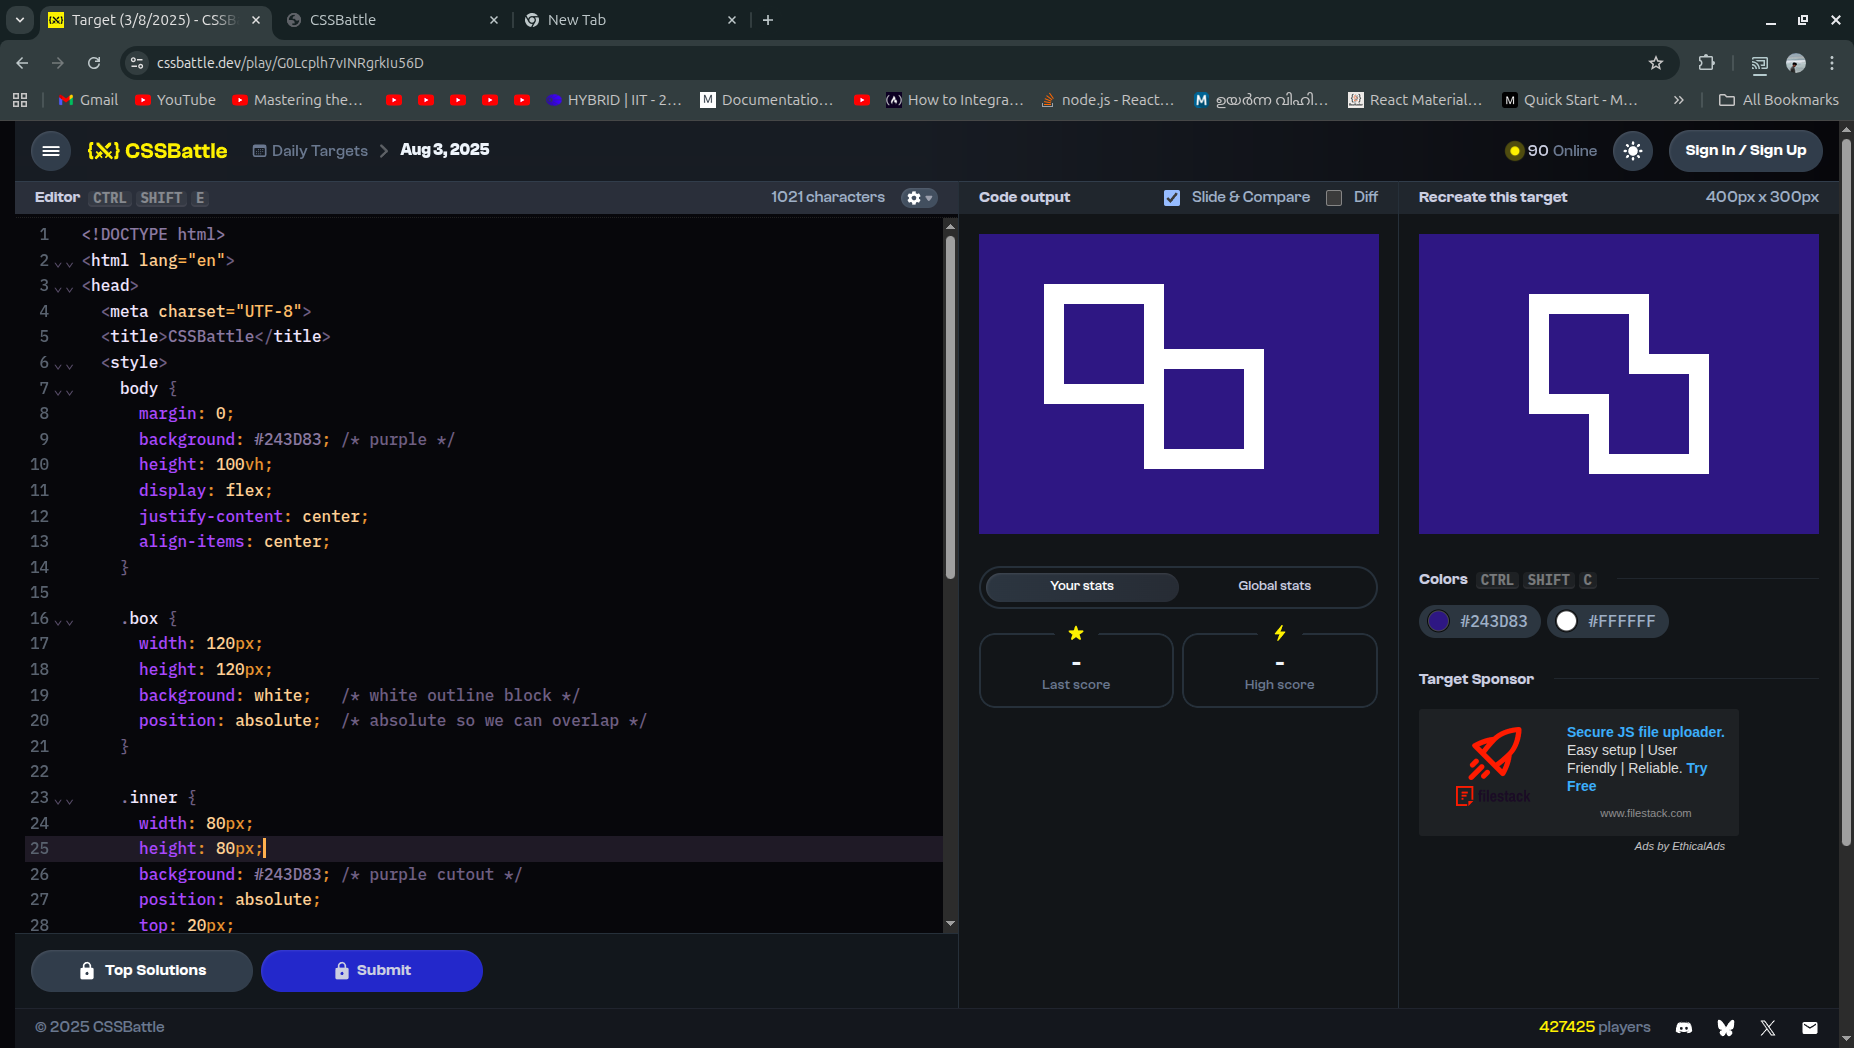 Target (3/8/2025) - CSSB
CSSBattle
New Tab
cssbattle.dev/play/G0Lcplh7vINRgrkIu56D
Gmail
YouTube
Mastering the...
HYBRID | IIT - 2...
Documentatio...
How to Integra...
node.js - React...
ഉയർന്ന വിഹി...
React Material...
Quick Start - M...
All Bookmarks
{X} CSSBattle
Daily Targets > Aug 3, 2025
90 Online
Sign In / Sign Up
Editor CTRL SHIFT E
1021 characters
Code output
Slide & Compare
Diff
Recreate this target
400px x 300px
1 <!DOCTYPE html>
2 <html lang="en">
3 <head>
4 <meta charset="UTF-8">
5 <title>CSSBattle</title>
6 <style>
7 body {
8 margin: 0;
9 background: #243D83; /* purple */
10 height: 100vh;
11 display: flex;
12 justify-content: center;
13 align-items: center;
14 }
15
16 .box {
17 width: 120px;
18 height: 120px;
19 background: white; /* white outline block */
20 position: absolute; /* absolute so we can overlap */
21 }
22
23 .inner {
24 width: 80px;
25 height: 80px;
26 background: #243D83; /* purple cutout */
27 position: absolute;
28 top: 20px;
Your stats
Global stats
-
Last score
-
High score
Colors CTRL SHIFT C
#243D83
#FFFFFF
Target Sponsor
filestack
Secure JS file uploader.
Easy setup | User
Friendly | Reliable. Try
Free
www.filestack.com
Ads by EthicalAds
Top Solutions
Submit
© 2025 CSSBattle
427425 players